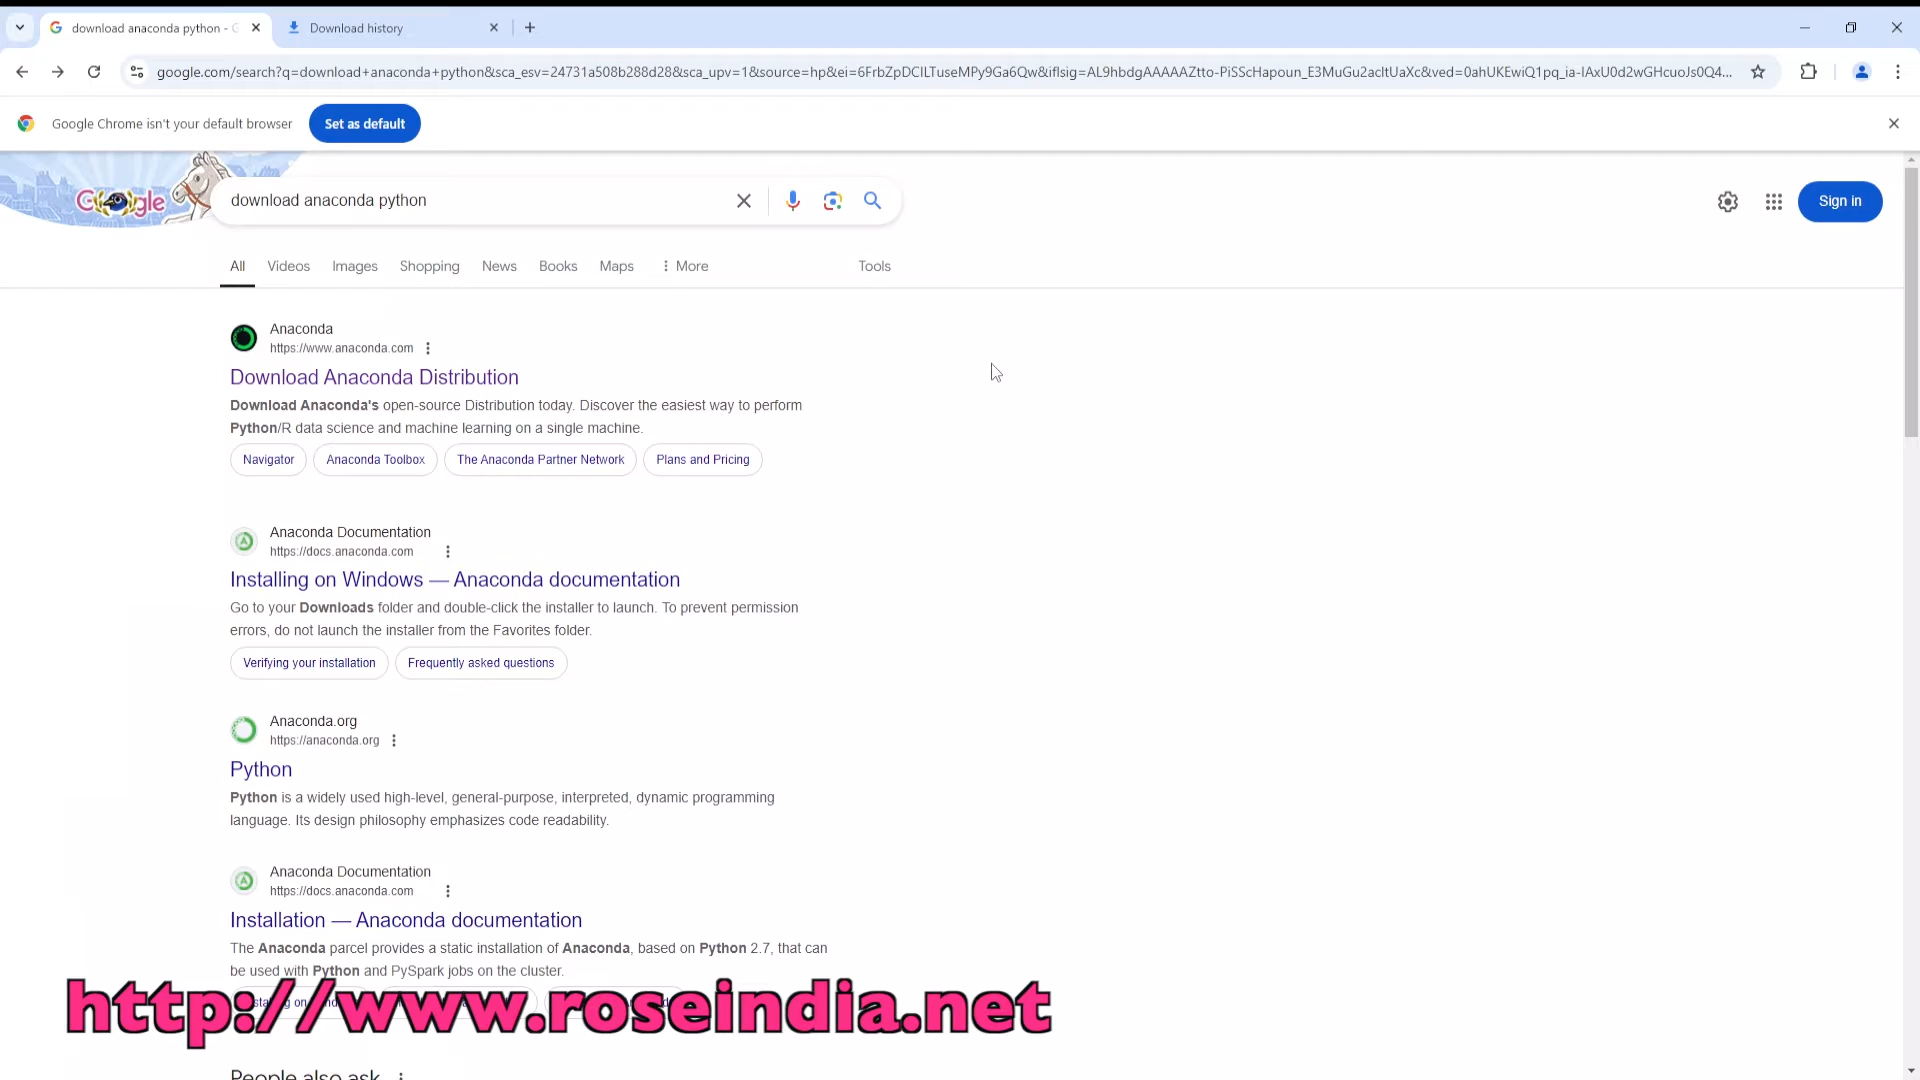 download anaconda python - G
Download history
google.com/search?q=download+anaconda+python&sca_esv=24731a508b288d28&sca_upv=1&source=hp&ei=6FrbZpDCILTuseMPy9Ga6Qw&iflsig=AL9hbdgAAAAAZtto-PiSScHapoun_E3MuGu2acItUaXc&ved=0ahUKEwiQ1pq_ia-IAxU0d2wGHcuoJs0Q4...
Google Chrome isn't your default browser
Set as default
Google
download anaconda python
Sign in
All Videos Images Shopping News Books Maps More Tools
Anaconda
https://www.anaconda.com
Download Anaconda Distribution
Download Anaconda's open-source Distribution today. Discover the easiest way to perform
Python/R data science and machine learning on a single machine.
Navigator Anaconda Toolbox The Anaconda Partner Network Plans and Pricing
Anaconda Documentation
https://docs.anaconda.com
Installing on Windows — Anaconda documentation
Go to your Downloads folder and double-click the installer to launch. To prevent permission
errors, do not launch the installer from the Favorites folder.
Verifying your installation Frequently asked questions
Anaconda.org
https://anaconda.org
Python
Python is a widely used high-level, general-purpose, interpreted, dynamic programming
language. Its design philosophy emphasizes code readability.
Anaconda Documentation
https://docs.anaconda.com
Installation — Anaconda documentation
The Anaconda parcel provides a static installation of Anaconda, based on Python 2.7, that can
be used with Python and PySpark jobs on the cluster.
http://www.roseindia.net
People also ask